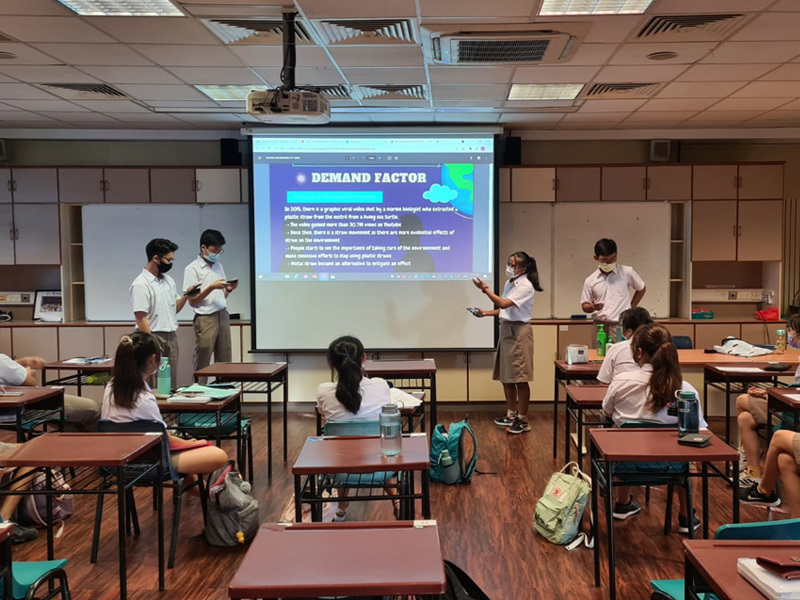 DEMAND FACTOR
In 2015, there is a graphic viral video shot by a marine biologist who extracted a
plastic straw from the nostril from a living sea turtle.
→ The video gained more than 30.7M views on Youtube
→ Since then, there is a straw movement as there are more evidential effects of
straw on the environment
→ People starts to see the importance of taking care of the environment and
make conscious efforts to stop using plastic straws
→ Metal straw became an alternative to mitigate an effect